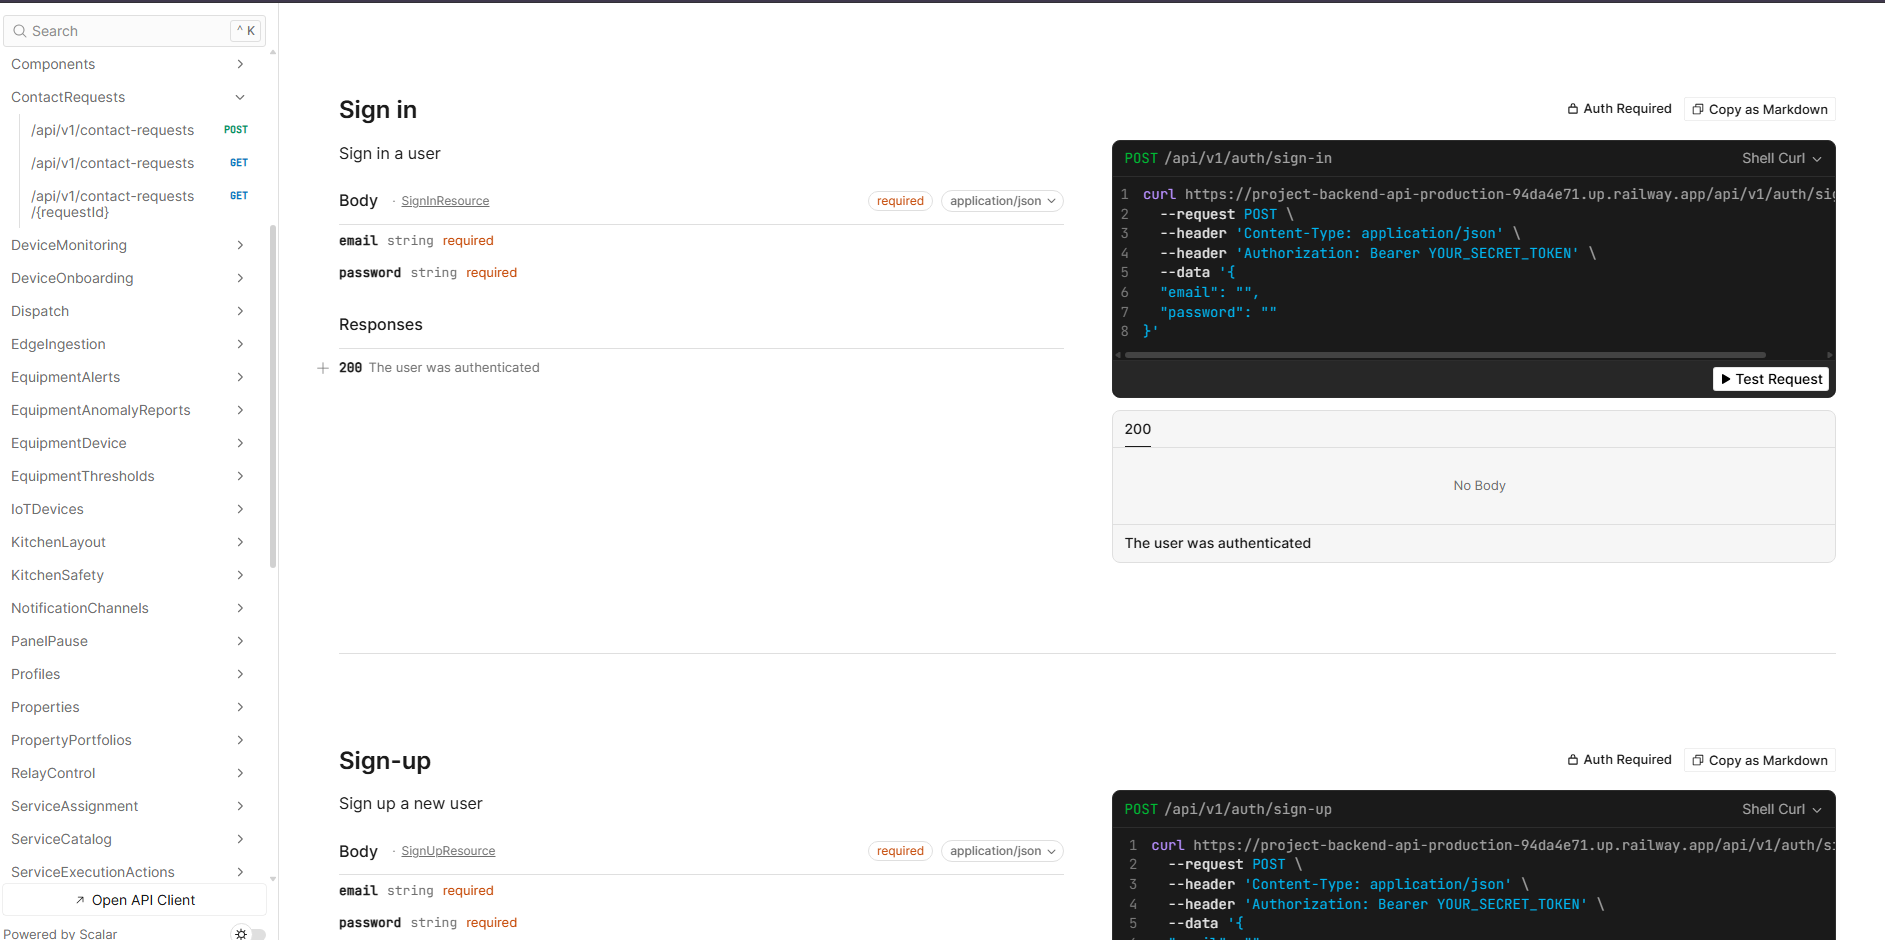 Search
^ K
Components
ContactRequests
/api/v1/contact-requests POST
/api/v1/contact-requests GET
/api/v1/contact-requests GET
/{requestId}
DeviceMonitoring
DeviceOnboarding
Dispatch
EdgeIngestion
EquipmentAlerts
EquipmentAnomalyReports
EquipmentDevice
EquipmentThresholds
IoTDevices
KitchenLayout
KitchenSafety
NotificationChannels
PanelPause
Profiles
Properties
PropertyPortfolios
RelayControl
ServiceAssignment
ServiceCatalog
ServiceExecutionActions
Open API Client
Powered by Scalar
Sign in
Auth Required
Copy as Markdown
Sign in a user
Body · SignInResource required application/json
email string required
password string required
Responses
200 The user was authenticated
POST /api/v1/auth/sign-in Shell Curl
1 curl https://project-backend-api-production-94da4e71.up.railway.app/api/v1/auth/sig
2 --request POST \
3 --header 'Content-Type: application/json' \
4 --header 'Authorization: Bearer YOUR_SECRET_TOKEN' \
5 --data '{
6 "email": "",
7 "password": ""
8 }'
Test Request
200
No Body
The user was authenticated
Sign-up
Auth Required
Copy as Markdown
Sign up a new user
Body · SignUpResource required application/json
email string required
password string required
POST /api/v1/auth/sign-up Shell Curl
1 curl https://project-backend-api-production-94da4e71.up.railway.app/api/v1/auth/si
2 --request POST \
3 --header 'Content-Type: application/json' \
4 --header 'Authorization: Bearer YOUR_SECRET_TOKEN' \
5 --data '{